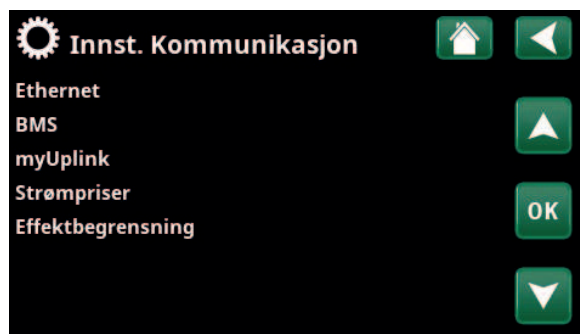 Innst. Kommunikasjon
Ethernet
BMS
myUplink
Strømpriser
Effektbegrensning
OK